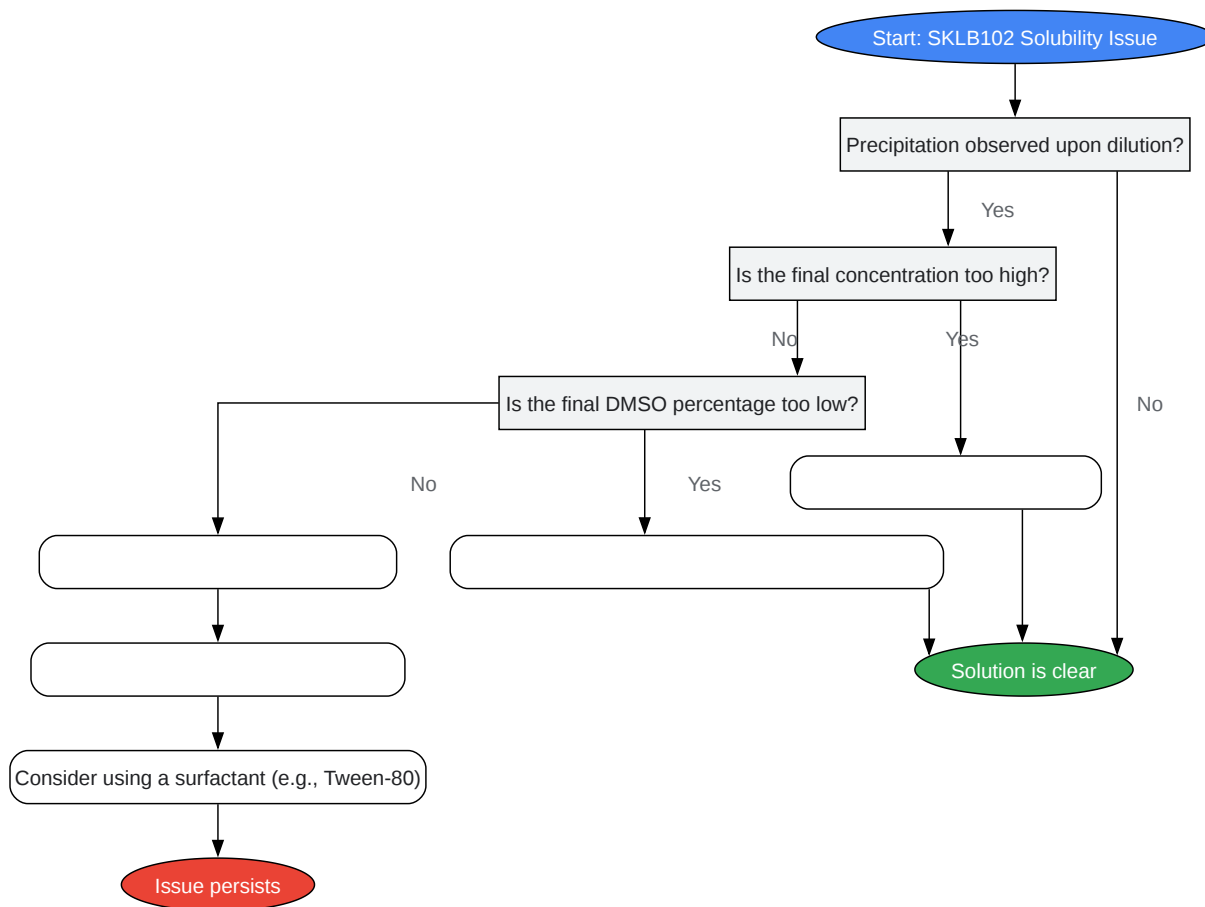 Start: SKLB102 Solubility Issue
Precipitation observed upon dilution?
Yes
Is the final concentration too high?
No
Yes
Is the final DMSO percentage too low?
No
No
Yes
Solution is clear
Consider using a surfactant (e.g., Tween-80)
Issue persists